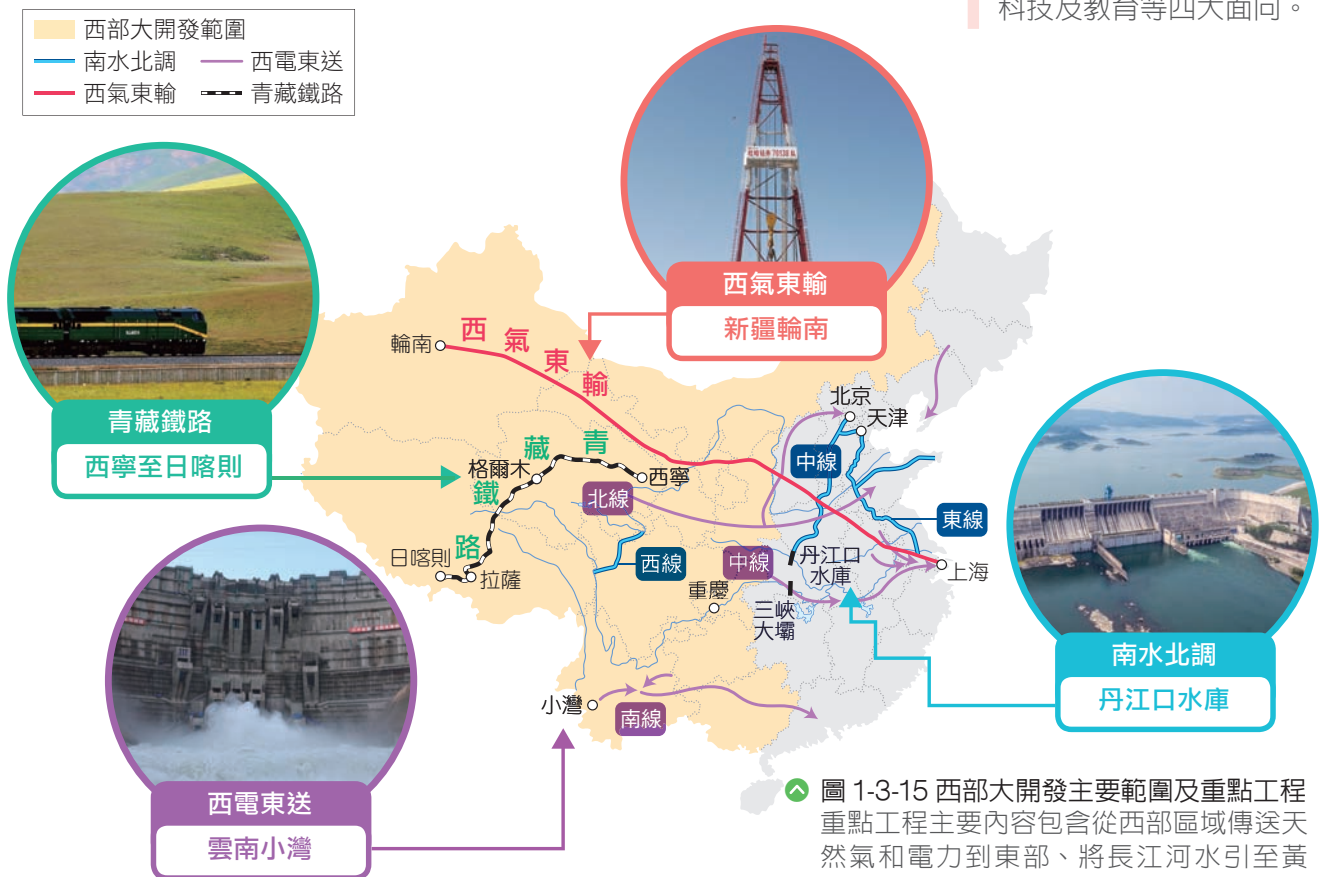 科技及教育等四大面向。
西部大開發範圍
南水北調 西電東送
西氣東輸 青藏鐵路
西氣東輸
新疆輪南
青藏鐵路
西寧至日喀則
輪南
西氣東輸
北京
天津
中線
東線
青藏鐵路
格爾木
西寧
北線
日喀則
拉薩
西線
中線
重慶
丹江口
水庫
三峽
大壩
上海
小灣
南線
南水北調
丹江口水庫
西電東送
雲南小灣
圖 1-3-15 西部大開發主要範圍及重點工程
重點工程主要內容包含從西部區域傳送天
然氣和電力到東部、將長江河水引至黃